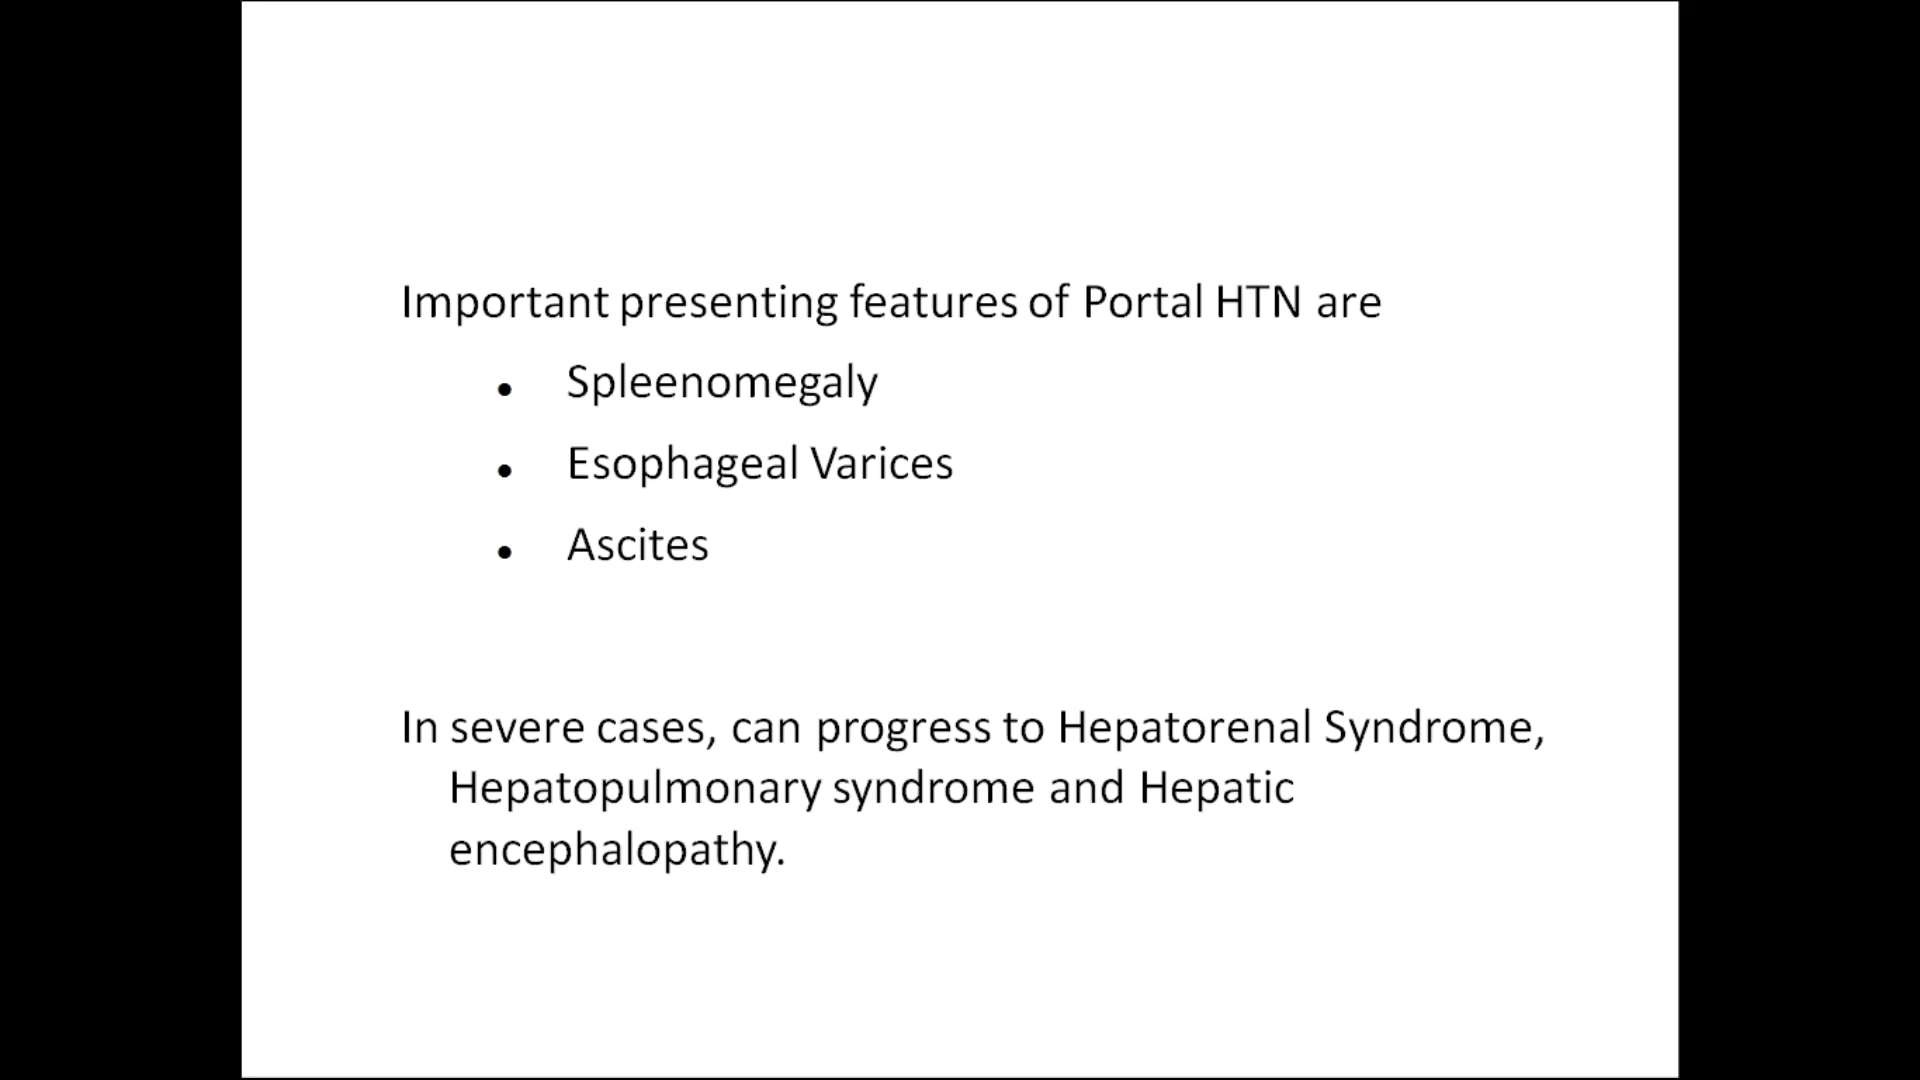 Important presenting features of Portal HTN are
• Spleenomegaly
• Esophageal Varices
• Ascites
In severe cases, can progress to Hepatorenal Syndrome,
Hepatopulmonary syndrome and Hepatic
encephalopathy.